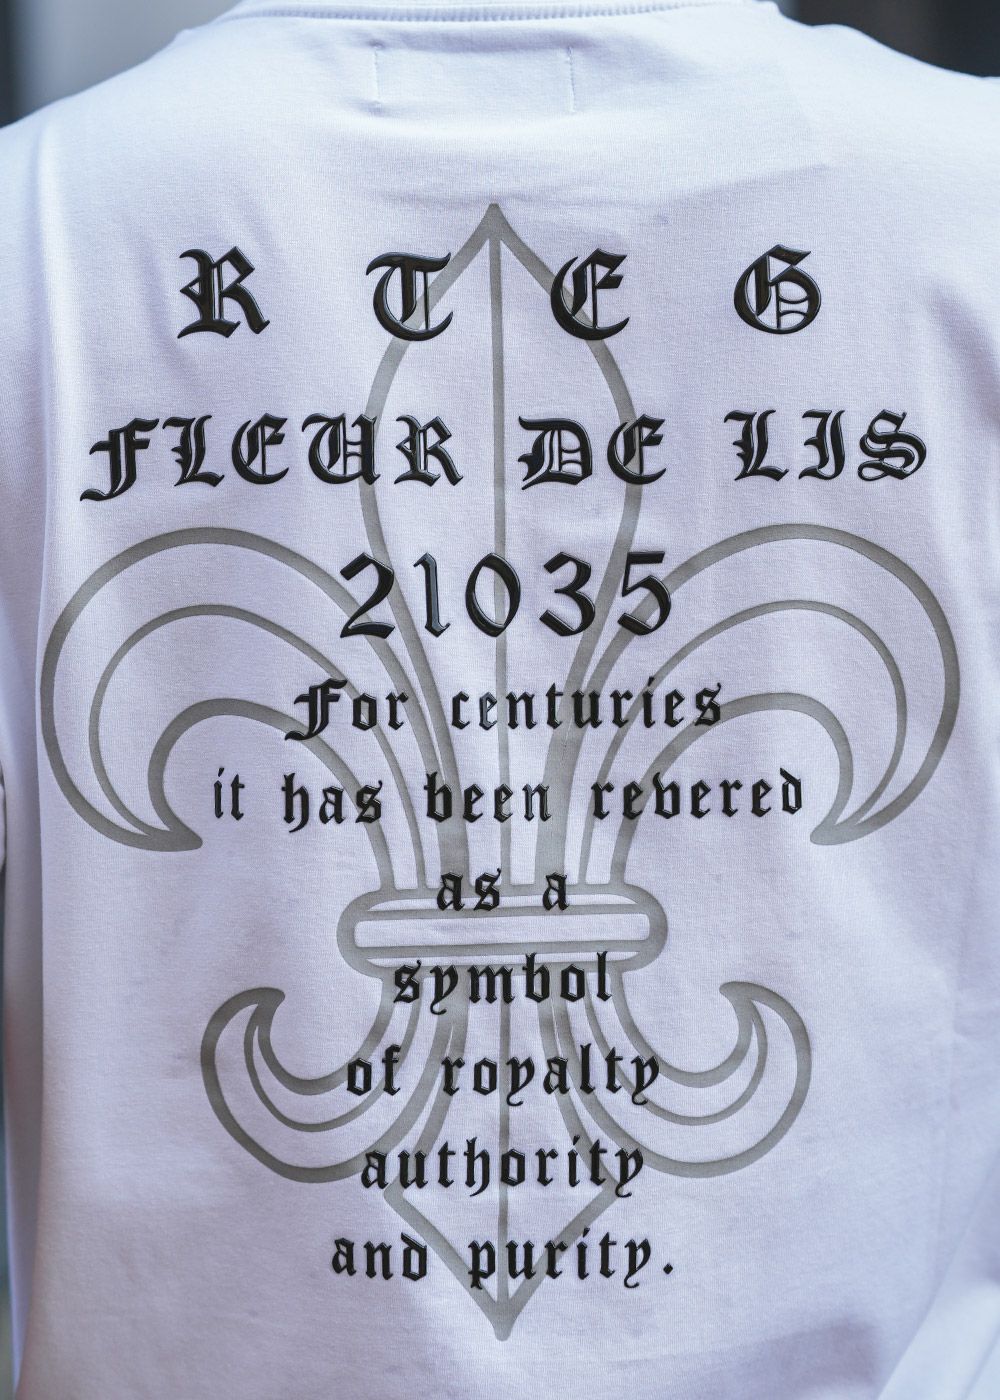 R T E G
FLEUR DE LIS
21035
For centuries
it has been revered
as a
symbol
of royalty
authority
and purity.